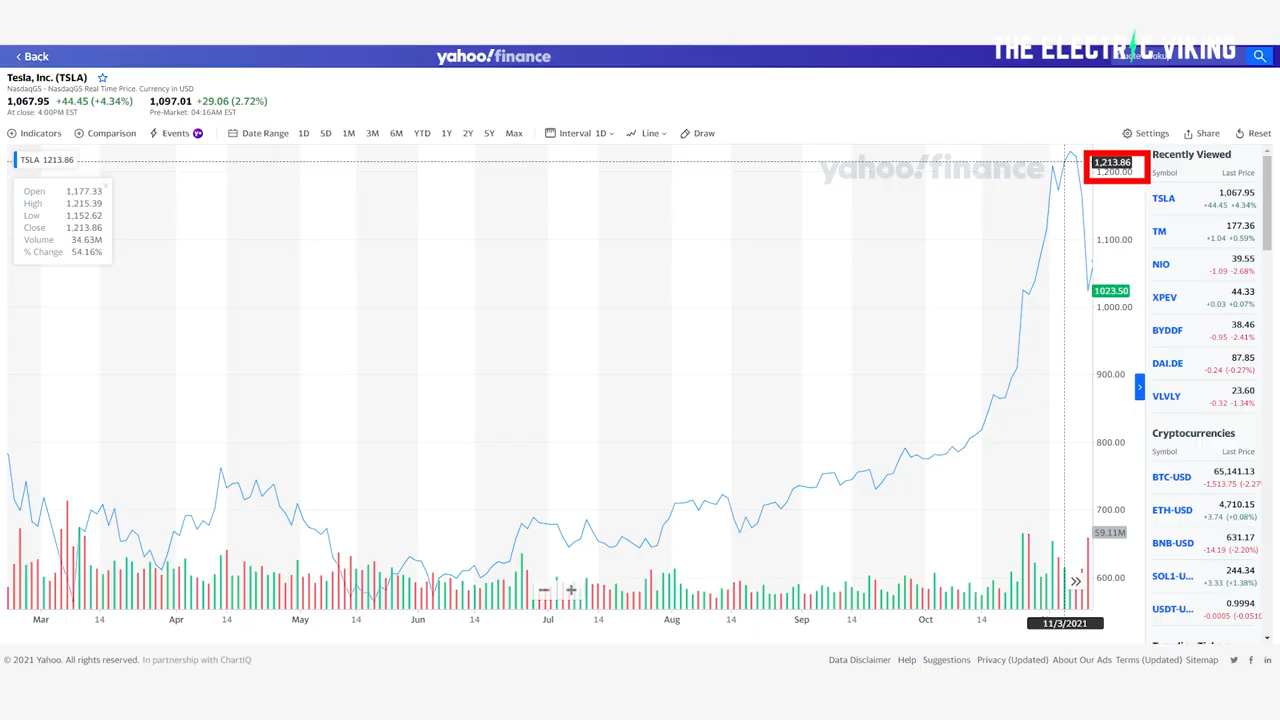 THE ELECTRIC VIKING
Back
yahoo!finance
Tesla, Inc. (TSLA)
NasdaqGS - NasdaqGS Real Time Price. Currency in USD
1,067.95 +44.45 (+4.34%) 1,097.01 +29.06 (2.72%)
At close: 4:00PM EST Pre-Market: 04:16AM EST
Indicators Comparison Events Date Range 1D 5D 1M 3M 6M YTD 1Y 2Y 5Y Max Interval 1D Line Draw Settings Share Reset
TSLA 1213.86
yahoo!finance
Open 1,177.33
High 1,215.39
Low 1,152.62
Close 1,213.86
Volume 34.63M
% Change 54.16%
1,213.86
1,200.00
1,100.00
1023.50
1,000.00
900.00
800.00
700.00
59.11M
600.00
Mar 14 Apr 14 May 14 Jun 14 Jul 14 Aug 14 Sep 14 Oct 14
11/3/2021
Recently Viewed
Symbol Last Price
TSLA 1,067.95
+44.45 +4.34%
TM 177.36
+1.04 +0.59%
NIO 39.55
-1.09 -2.68%
XPEV 44.33
+0.03 +0.07%
BYDDF 38.46
-0.95 -2.41%
DAI.DE 87.85
-0.24 (-0.27%)
VLVLY 23.60
-0.32 -1.34%
Cryptocurrencies
Symbol Last Price
BTC-USD 65,141.13
-1,513.75 (-2.27
ETH-USD 4,710.15
+3.74 (+0.08%)
BNB-USD 631.17
-14.19 (-2.20%)
SOL1-U... 244.34
+3.33 (+1.38%)
USDT-U... 0.9994
-0.0005 (-0.051
© 2021 Yahoo. All rights reserved. In partnership with ChartIQ
Data Disclaimer Help Suggestions Privacy (Updated) About Our Ads Terms (Updated) Sitemap